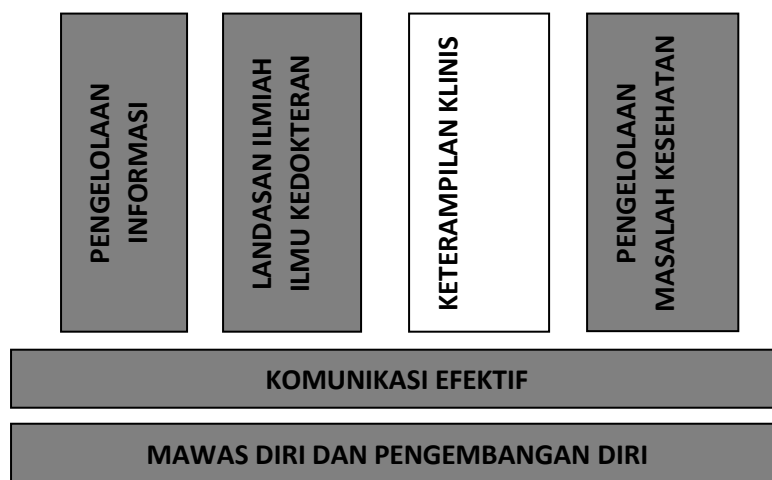 PENGELOLAAN
INFORMASI
LANDASAN ILMIAH
ILMU KEDOKTERAN
KETERAMPILAN KLINIS
PENGELOLAAN
MASALAH KESEHATAN
KOMUNIKASI EFEKTIF
MAWAS DIRI DAN PENGEMBANGAN DIRI